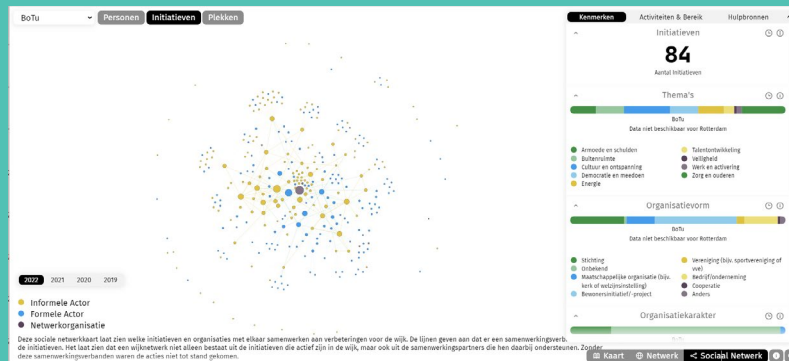 BoTu
Personen
Initiatieven
Plekken
Kenmerken
Activiteiten & Bereik
Hulpbronnen
Initiatieven
84
Aantal Initiatieven
Thema's
BoTu
Data niet beschikbaar voor Rotterdam
Armoede en schulden
Buitenruimte
Cultuur en ontspanning
Democratie en meedoen
Energie
Talentontwikkeling
Veiligheid
Werk en activering
Zorg en ouderen
Organisatievorm
BoTu
Data niet beschikbaar voor Rotterdam
Stichting
Onbekend
Maatschappelijke organisatie (bijv.
kerk of welzijnsinstelling)
Bewonersinitiatief/-project
Vereniging (bijv. sportvereniging of
vve)
Bedrijf/onderneming
Cooperatie
Anders
Organisatiekarakter
2022
2021
2020
2019
Informele Actor
Formele Actor
Netwerkorganisatie
Deze sociale netwerkkaart laat zien welke initiatieven en organisaties met elkaar samenwerken aan verbeteringen voor de wijk. De lijnen geven aan dat er een samenwerkingsverb.
de initiatieven. Het laat zien dat een wijknetwerk niet alleen bestaat uit de initiatieven die actief zijn in de wijk, maar ook uit de samenwerkingspartners die hen daarbij ondersteunen. Zonder
deze samenwerkingsverbanden waren de acties niet tot stand gekomen.
Kaart
Netwerk
Sociaal Netwerk